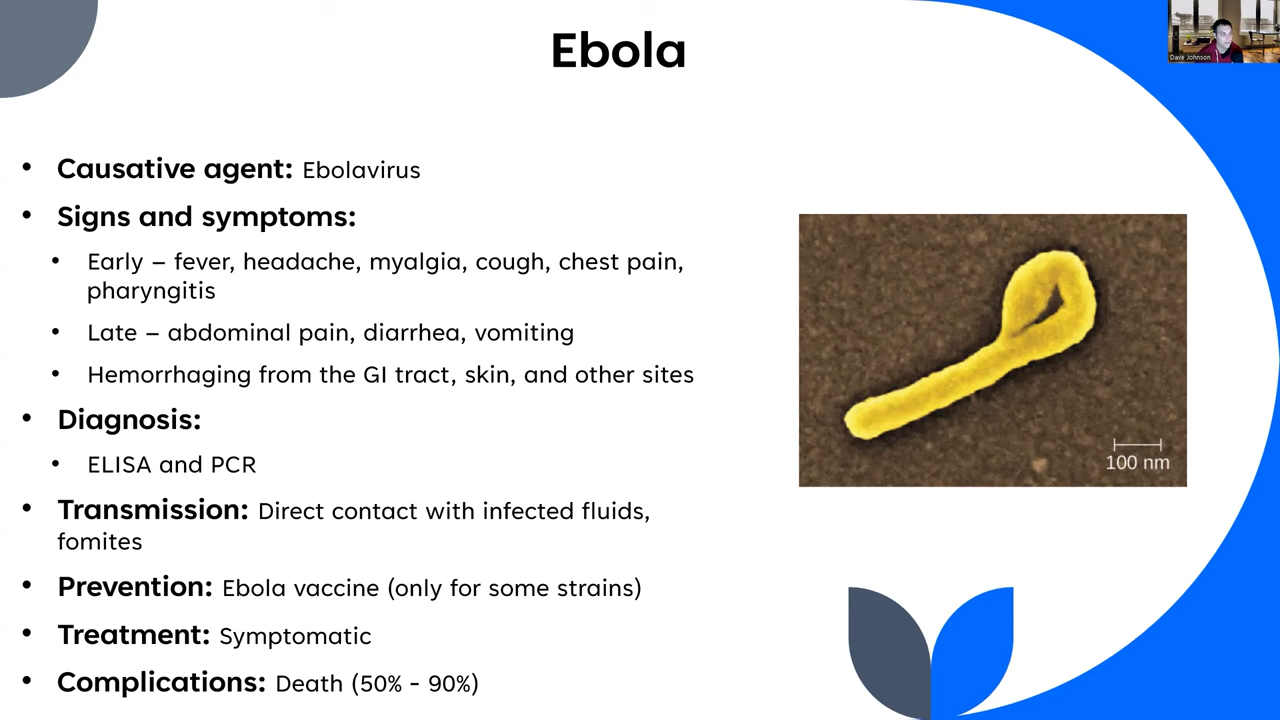 Ebola
Dave Johnson
• Causative agent: Ebolavirus
• Signs and symptoms:
• Early – fever, headache, myalgia, cough, chest pain,
pharyngitis
• Late – abdominal pain, diarrhea, vomiting
• Hemorrhaging from the GI tract, skin, and other sites
• Diagnosis:
• ELISA and PCR
• Transmission: Direct contact with infected fluids,
fomites
• Prevention: Ebola vaccine (only for some strains)
• Treatment: Symptomatic
• Complications: Death (50% - 90%)
100 nm